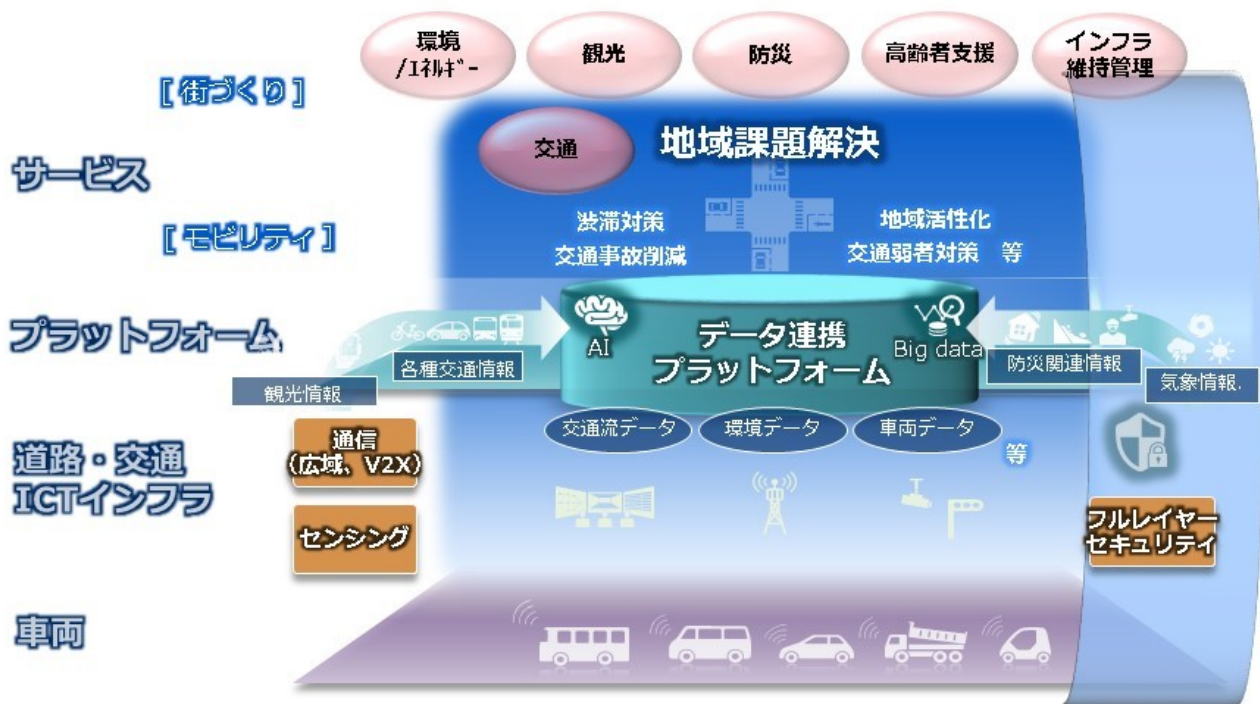 環境
/ｴﾈﾙｷﾞｰ
観光
防災
高齢者支援
インフラ
維持管理
[ 街づくり ]
交通
地域課題解決
サービス
[ モビリティ ]
渋滞対策
交通事故削減
地域活性化
交通弱者対策 等
プラットフォーム
AI
データ連携
プラットフォーム
Big data
各種交通情報
観光情報
防災関連情報
気象情報.
道路・交通
ICTインフラ
通信
(広域、V2X)
交通流データ
環境データ
車両データ
等
センシング
フルレイヤー
セキュリティ
車両